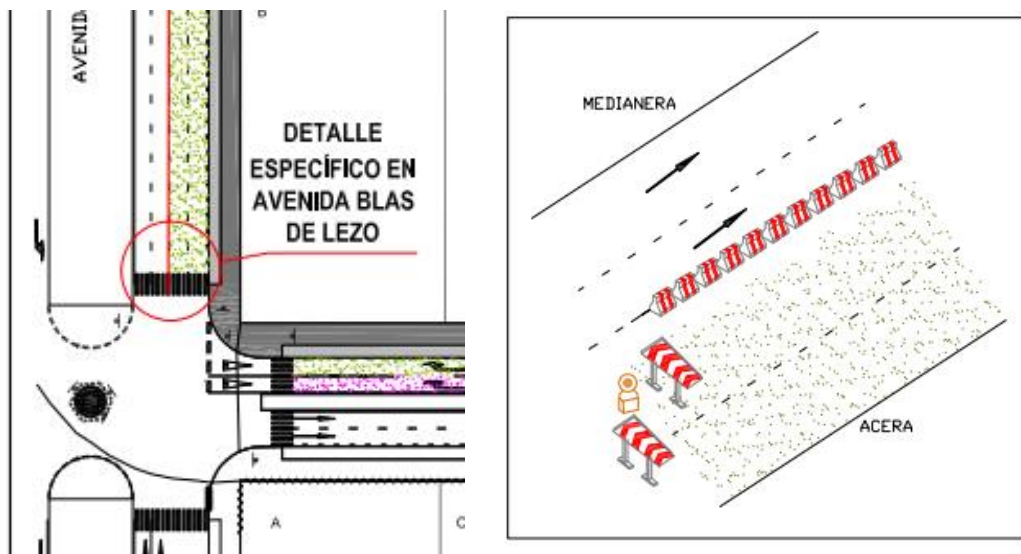 B
AVENIDA
DETALLE
ESPECÍFICO EN
AVENIDA BLAS
DE LEZO
A
C
MEDIANERA
ACERA